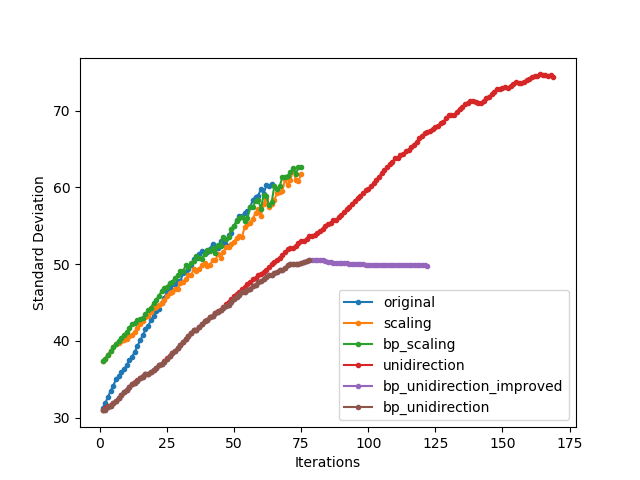 70
60
50
40
30
Standard Deviation
original
scaling
bp_scaling
unidirection
bp_unidirection_improved
bp_unidirection
0 25 50 75 100 125 150 175
Iterations